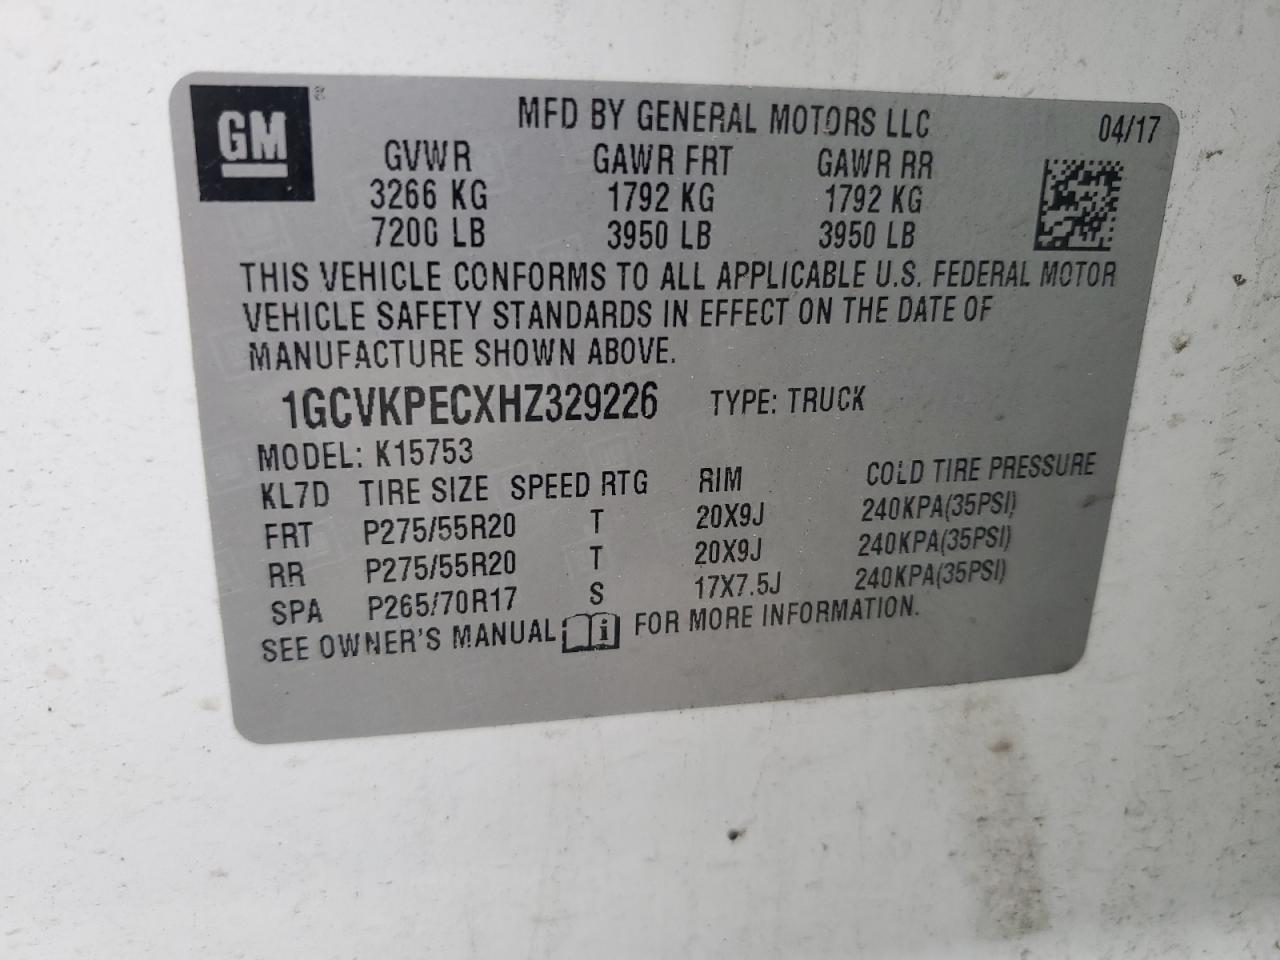 GM ®
MFD BY GENERAL MOTORS LLC 04/17
GVWR GAWR FRT GAWR RR
3266 KG 1792 KG 1792 KG
7200 LB 3950 LB 3950 LB
THIS VEHICLE CONFORMS TO ALL APPLICABLE U.S. FEDERAL MOTOR
VEHICLE SAFETY STANDARDS IN EFFECT ON THE DATE OF
MANUFACTURE SHOWN ABOVE.
1GCVKPECXHZ329226 TYPE: TRUCK
MODEL: K15753
KL7D TIRE SIZE SPEED RTG RIM COLD TIRE PRESSURE
FRT P275/55R20 T 20X9J 240KPA(35PSI)
RR P275/55R20 T 20X9J 240KPA(35PSI)
SPA P265/70R17 S 17X7.5J 240KPA(35PSI)
SEE OWNER'S MANUAL i FOR MORE INFORMATION.